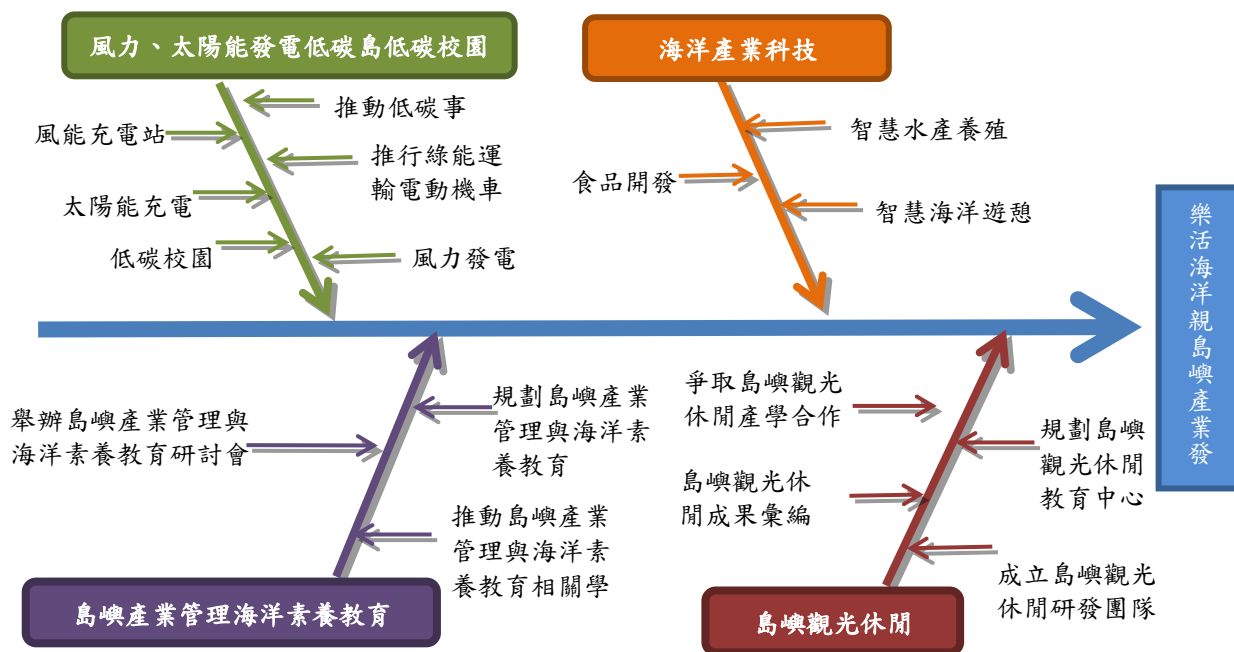 風力、太陽能發電低碳島低碳校園
海洋產業科技
推動低碳事
風能充電站
推行綠能運
輸電動機車
太陽能充電
低碳校園
風力發電
智慧水產養殖
食品開發
智慧海洋遊憩
樂活海洋親島嶼產業發
舉辦島嶼產業管理與
海洋素養教育研討會
規劃島嶼產業
管理與海洋素
養教育
推動島嶼產業
管理與海洋素
養教育相關學
爭取島嶼觀光
休閒產學合作
規劃島嶼
觀光休閒
教育中心
島嶼觀光休
閒成果彙編
成立島嶼觀光
休閒研發團隊
島嶼產業管理海洋素養教育
島嶼觀光休閒